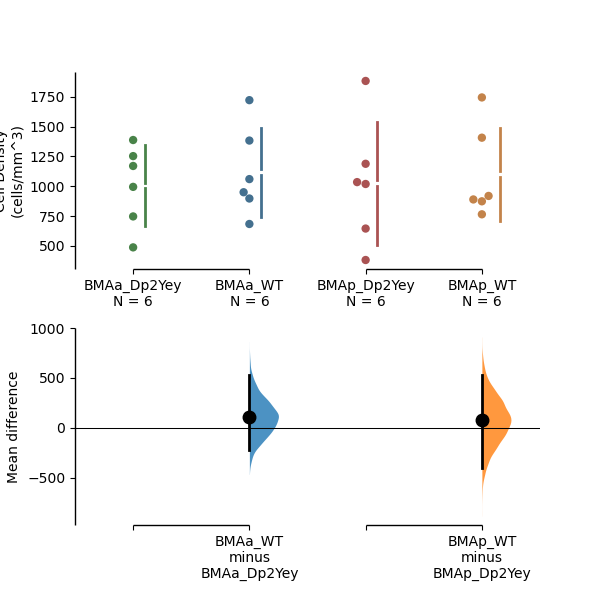 Cell Density
(cells/mm^3)
1750
1500
1250
1000
750
500
BMAa_Dp2Yey
N = 6
BMAa_WT
N = 6
BMAp_Dp2Yey
N = 6
BMAp_WT
N = 6
Mean difference
1000
500
0
−500
BMAa_WT
minus
BMAa_Dp2Yey
BMAp_WT
minus
BMAp_Dp2Yey